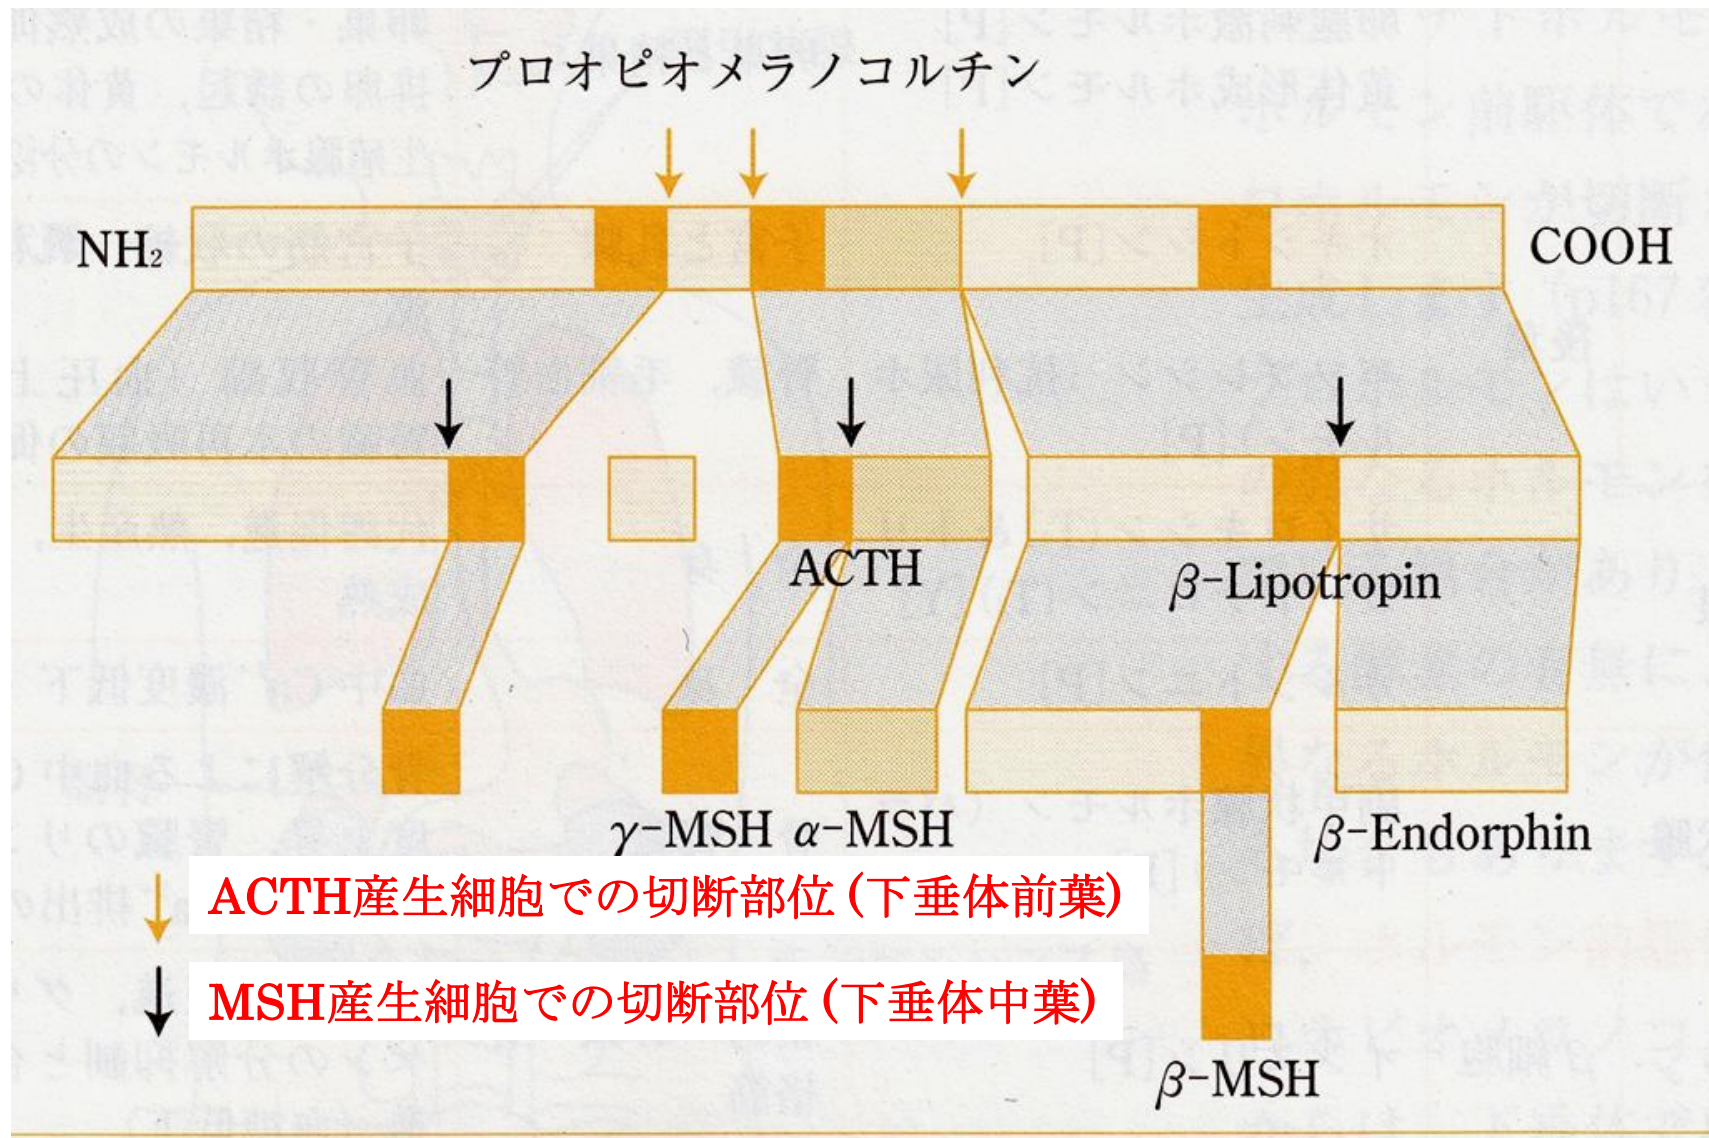 プロオピオメラノコルチン
NH₂
COOH
ACTH
β-Lipotropin
γ-MSH α-MSH
β-Endorphin
ACTH産生細胞での切断部位 (下垂体前葉)
MSH産生細胞での切断部位 (下垂体中葉)
β-MSH